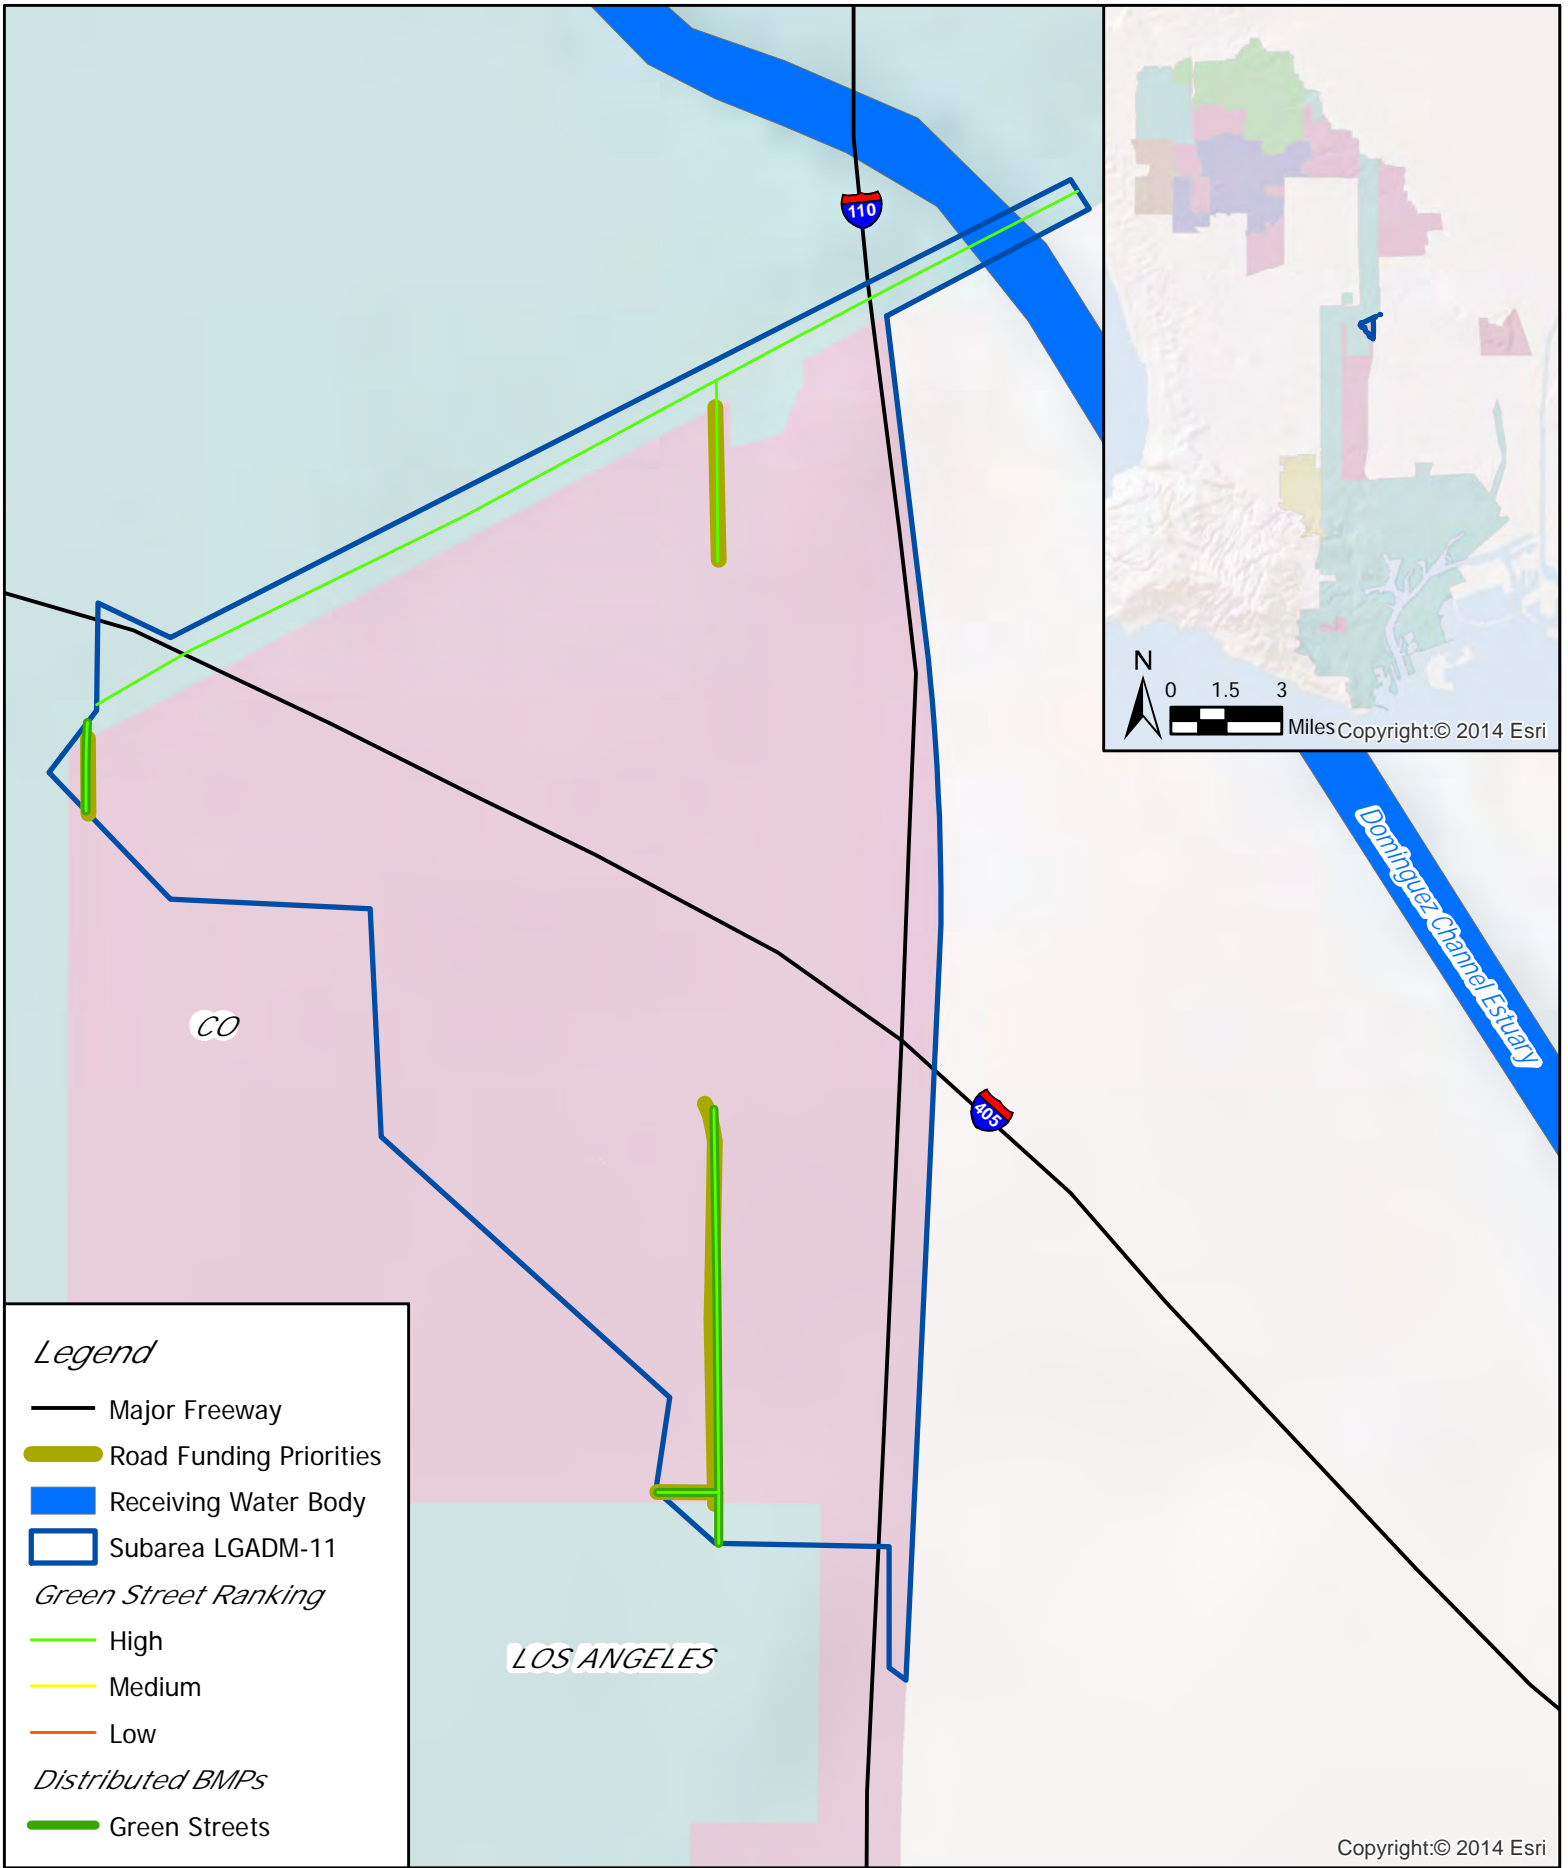 110
N
0 1.5 3
Miles
Copyright:© 2014 Esri
Dominguez Channel Estuary
CO
405
LOS ANGELES
Legend
Major Freeway
Road Funding Priorities
Receiving Water Body
Subarea LGADM-11
Green Street Ranking
High
Medium
Low
Distributed BMPs
Green Streets
Copyright:© 2014 Esri